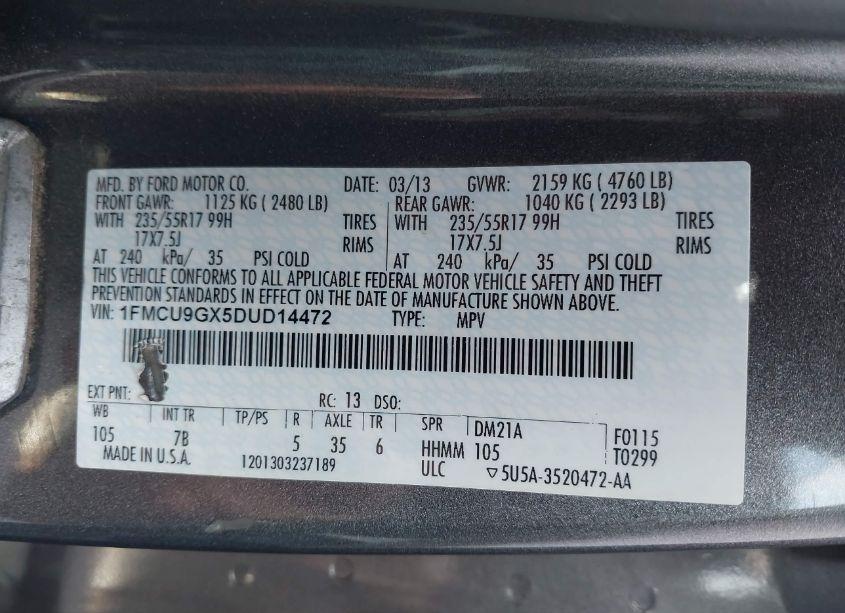 MFD. BY FORD MOTOR CO. DATE: 03/13 GVWR: 2159 KG ( 4760 LB)
FRONT GAWR: 1125 KG ( 2480 LB) REAR GAWR: 1040 KG ( 2293 LB)
WITH 235/55R17 99H TIRES WITH 235/55R17 99H TIRES
17X7.5J RIMS 17X7.5J RIMS
AT 240 kPa/ 35 PSI COLD AT 240 kPa/ 35 PSI COLD
THIS VEHICLE CONFORMS TO ALL APPLICABLE FEDERAL MOTOR VEHICLE SAFETY AND THEFT
PREVENTION STANDARDS IN EFFECT ON THE DATE OF MANUFACTURE SHOWN ABOVE.
VIN: 1FMCU9GX5DUD14472 TYPE: MPV
EXT PNT: RC: 13 DSO:
WB INT TR TP/PS R AXLE TR SPR DM21A F0115
105 7B 5 35 6 HHMM 105 T0299
MADE IN U.S.A. 1201303237189 ULC ▽5U5A-3520472-AA